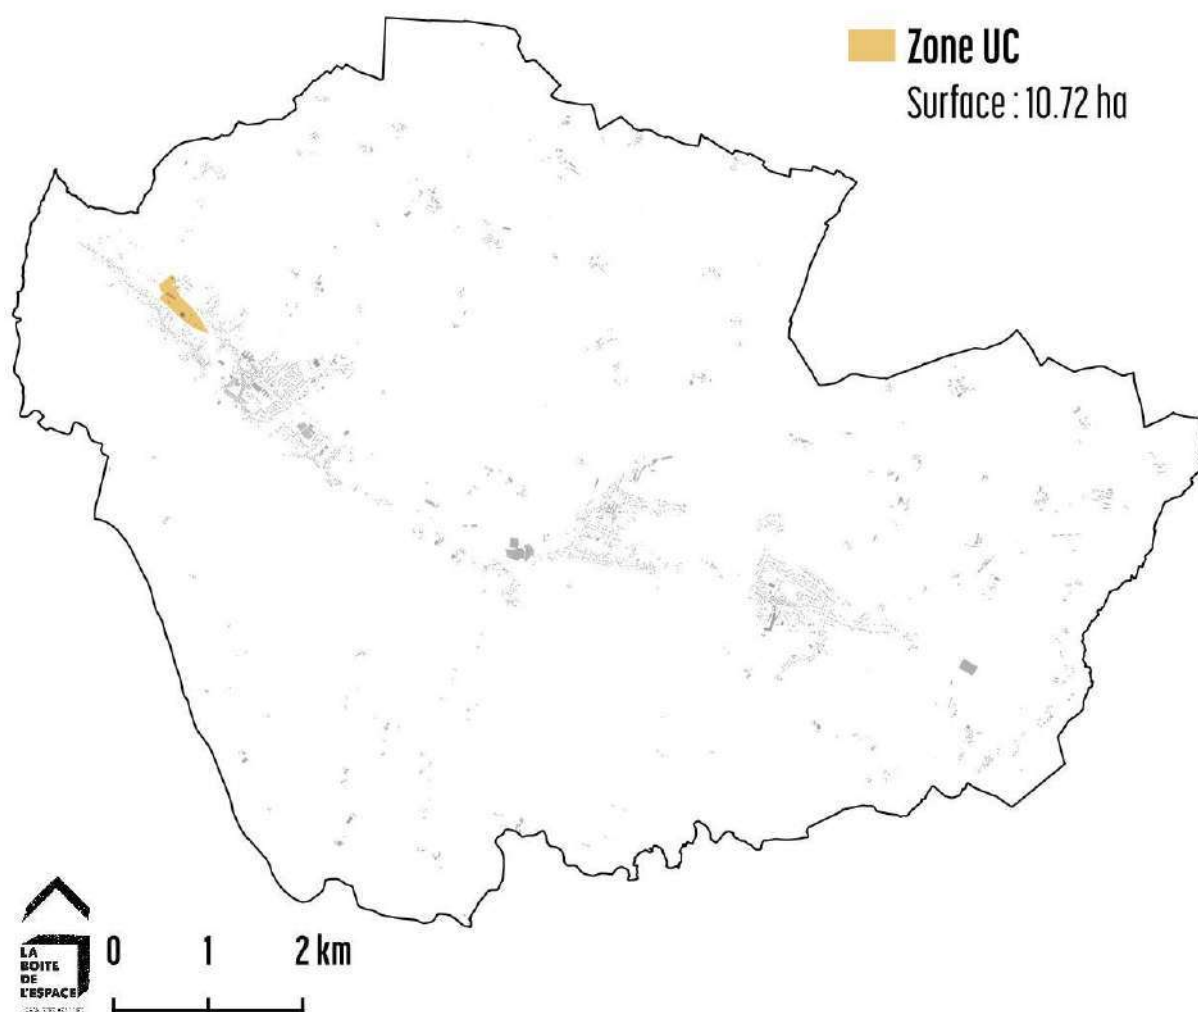 Zone UC
Surface : 10.72 ha
0 1 2 km
LA
BOITE
DE
L'ESPACE